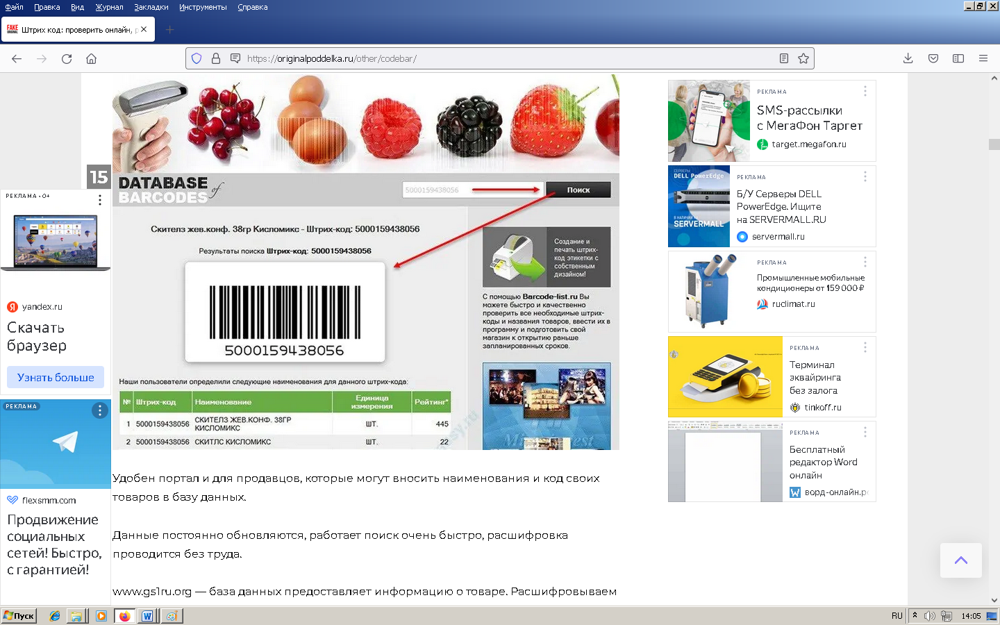 Файл Правка Вид Журнал Закладки Инструменты Справка
FAKE
ORIGINAL
Штрих код: проверить онлайн, р
https://originalpoddelka.ru/other/codebar/
15
DATABASE of
BARCODES
5000159438056
Поиск
Скителз жев.конф. 38гр Кисломикс - Штрих-код: 5000159438056
Результаты поиска Штрих-код: 5000159438056
5000159438056
Наши пользователи определили следующие наименования для данного штрих-кода:
№ Штрих-код Наименование Единица измерения Рейтинг*
1 5000159438056 СКИТЕЛЗ ЖЕВ.КОНФ. 38ГР КИСЛОМИКС ШТ. 445
2 5000159438056 СКИТЛС КИСЛОМИКС ШТ. 22
Создание и
печать штрих-
код этикетки с
собственным
дизайном!
С помощью Barcode-list.ru Вы
можете быстро и качественно
проверить все необходимые штрих-
коды и названия товаров, ввести их в
программу и подготовить свой
магазин к открытию раньше
запланированных сроков.
Удобен портал и для продавцов, которые могут вносить наименования и код своих
товаров в базу данных.
Данные постоянно обновляются, работает поиск очень быстро, расшифровка
проводится без труда.
www.gs1ru.org — база данных предоставляет информацию о товаре. Расшифровываем
РЕКЛАМА • 0+
yandex.ru
Скачать
браузер
Узнать больше
РЕКЛАМА
flexsmm.com
Продвижение
социальных
сетей! Быстро,
с гарантией!
РЕКЛАМА
SMS-рассылки
с МегаФон Таргет
target.megafon.ru
СЕРВЕРЫ
DELL PowerEdge
В НАЛИЧИИ НА
SERVERMALL
РЕКЛАМА
Б/У Серверы DELL
PowerEdge. Ищите
на SERVERMALL.RU
servermall.ru
РЕКЛАМА
Промышленные мобильные
кондиционеры от 159 000 ₽
ruclimat.ru
РЕКЛАМА
Терминал
эквайринга
без залога
tinkoff.ru
РЕКЛАМА
Бесплатный
редактор Word
онлайн
ворд-онлайн.рф
Пуск
RU
14:05